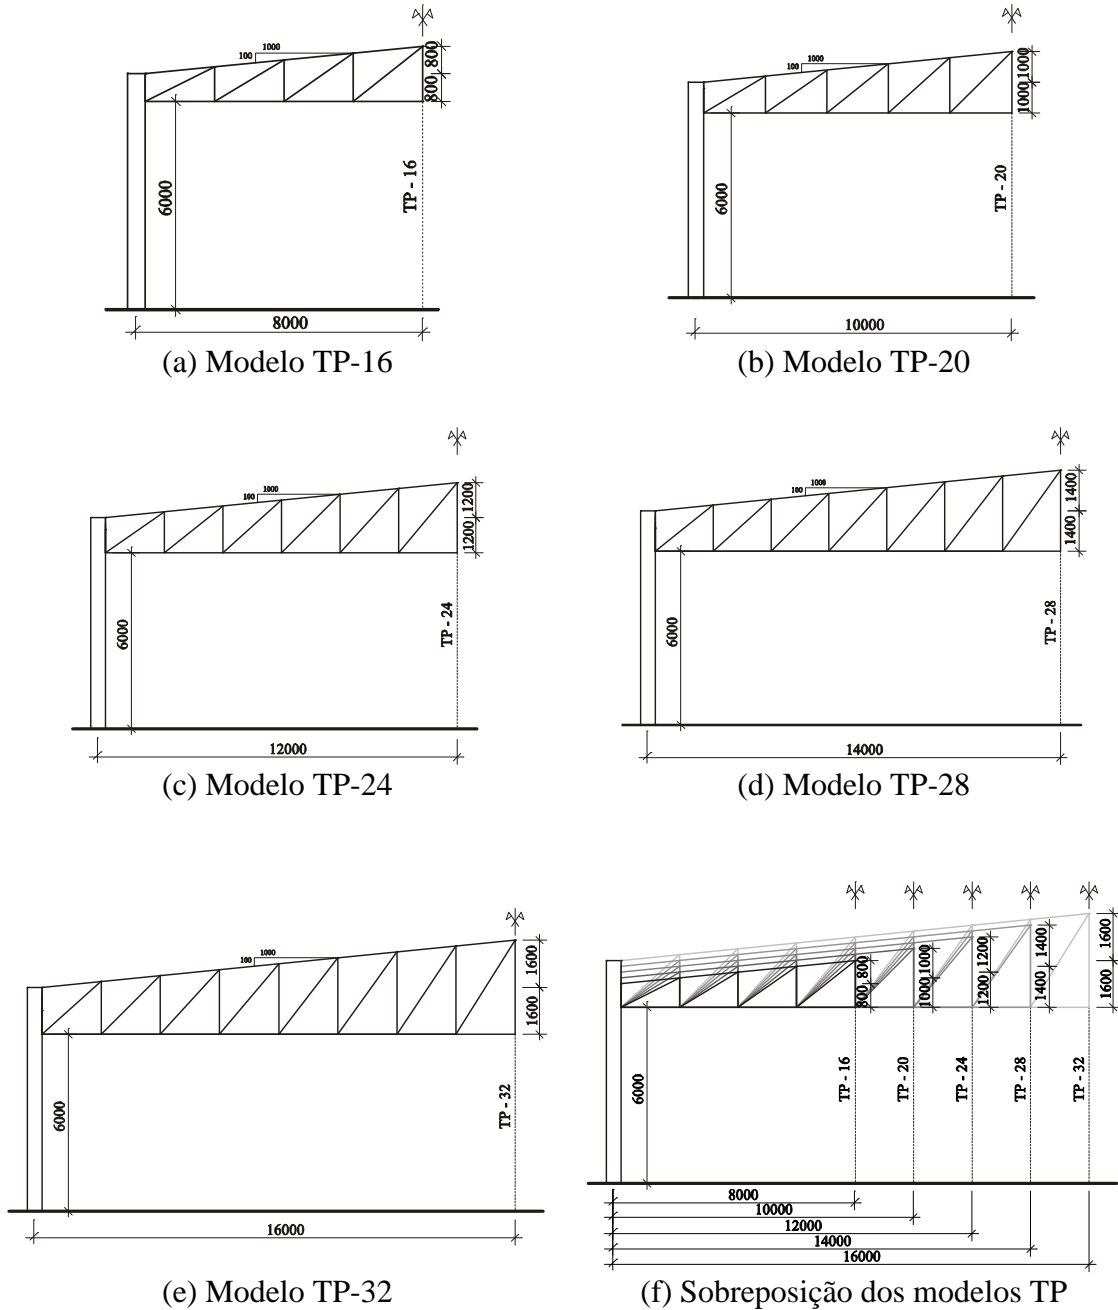 1000
100
800
800
TP - 16
6000
8000
(a) Modelo TP-16
1000
100
1000
1000
TP - 20
6000
10000
(b) Modelo TP-20
1000
100
1200
1200
TP - 24
6000
12000
(c) Modelo TP-24
1000
100
1400
1400
TP - 28
6000
14000
(d) Modelo TP-28
1000
100
1600
1600
TP - 32
6000
16000
(e) Modelo TP-32
800
800
1000
1000
1200
1200
1400
1400
1600
1600
6000
TP - 16
TP - 20
TP - 24
TP - 28
TP - 32
8000
10000
12000
14000
16000
(f) Sobreposição dos modelos TP